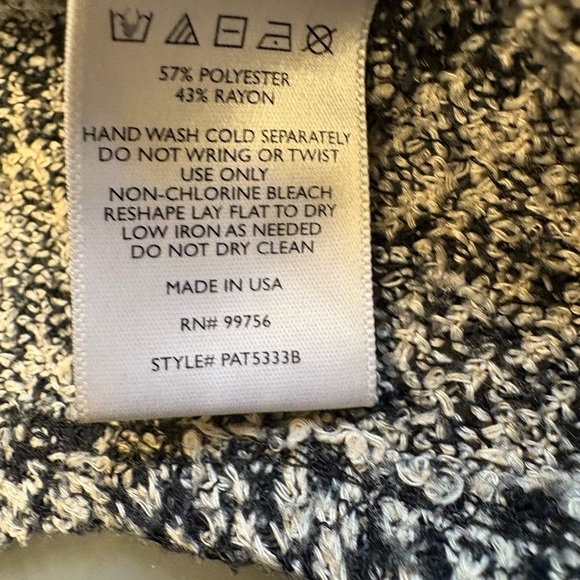 57% POLYESTER
43% RAYON
HAND WASH COLD SEPARATELY
DO NOT WRING OR TWIST
USE ONLY
NON-CHLORINE BLEACH
RESHAPE LAY FLAT TO DRY
LOW IRON AS NEEDED
DO NOT DRY CLEAN
MADE IN USA
RN# 99756
STYLE# PAT5333B